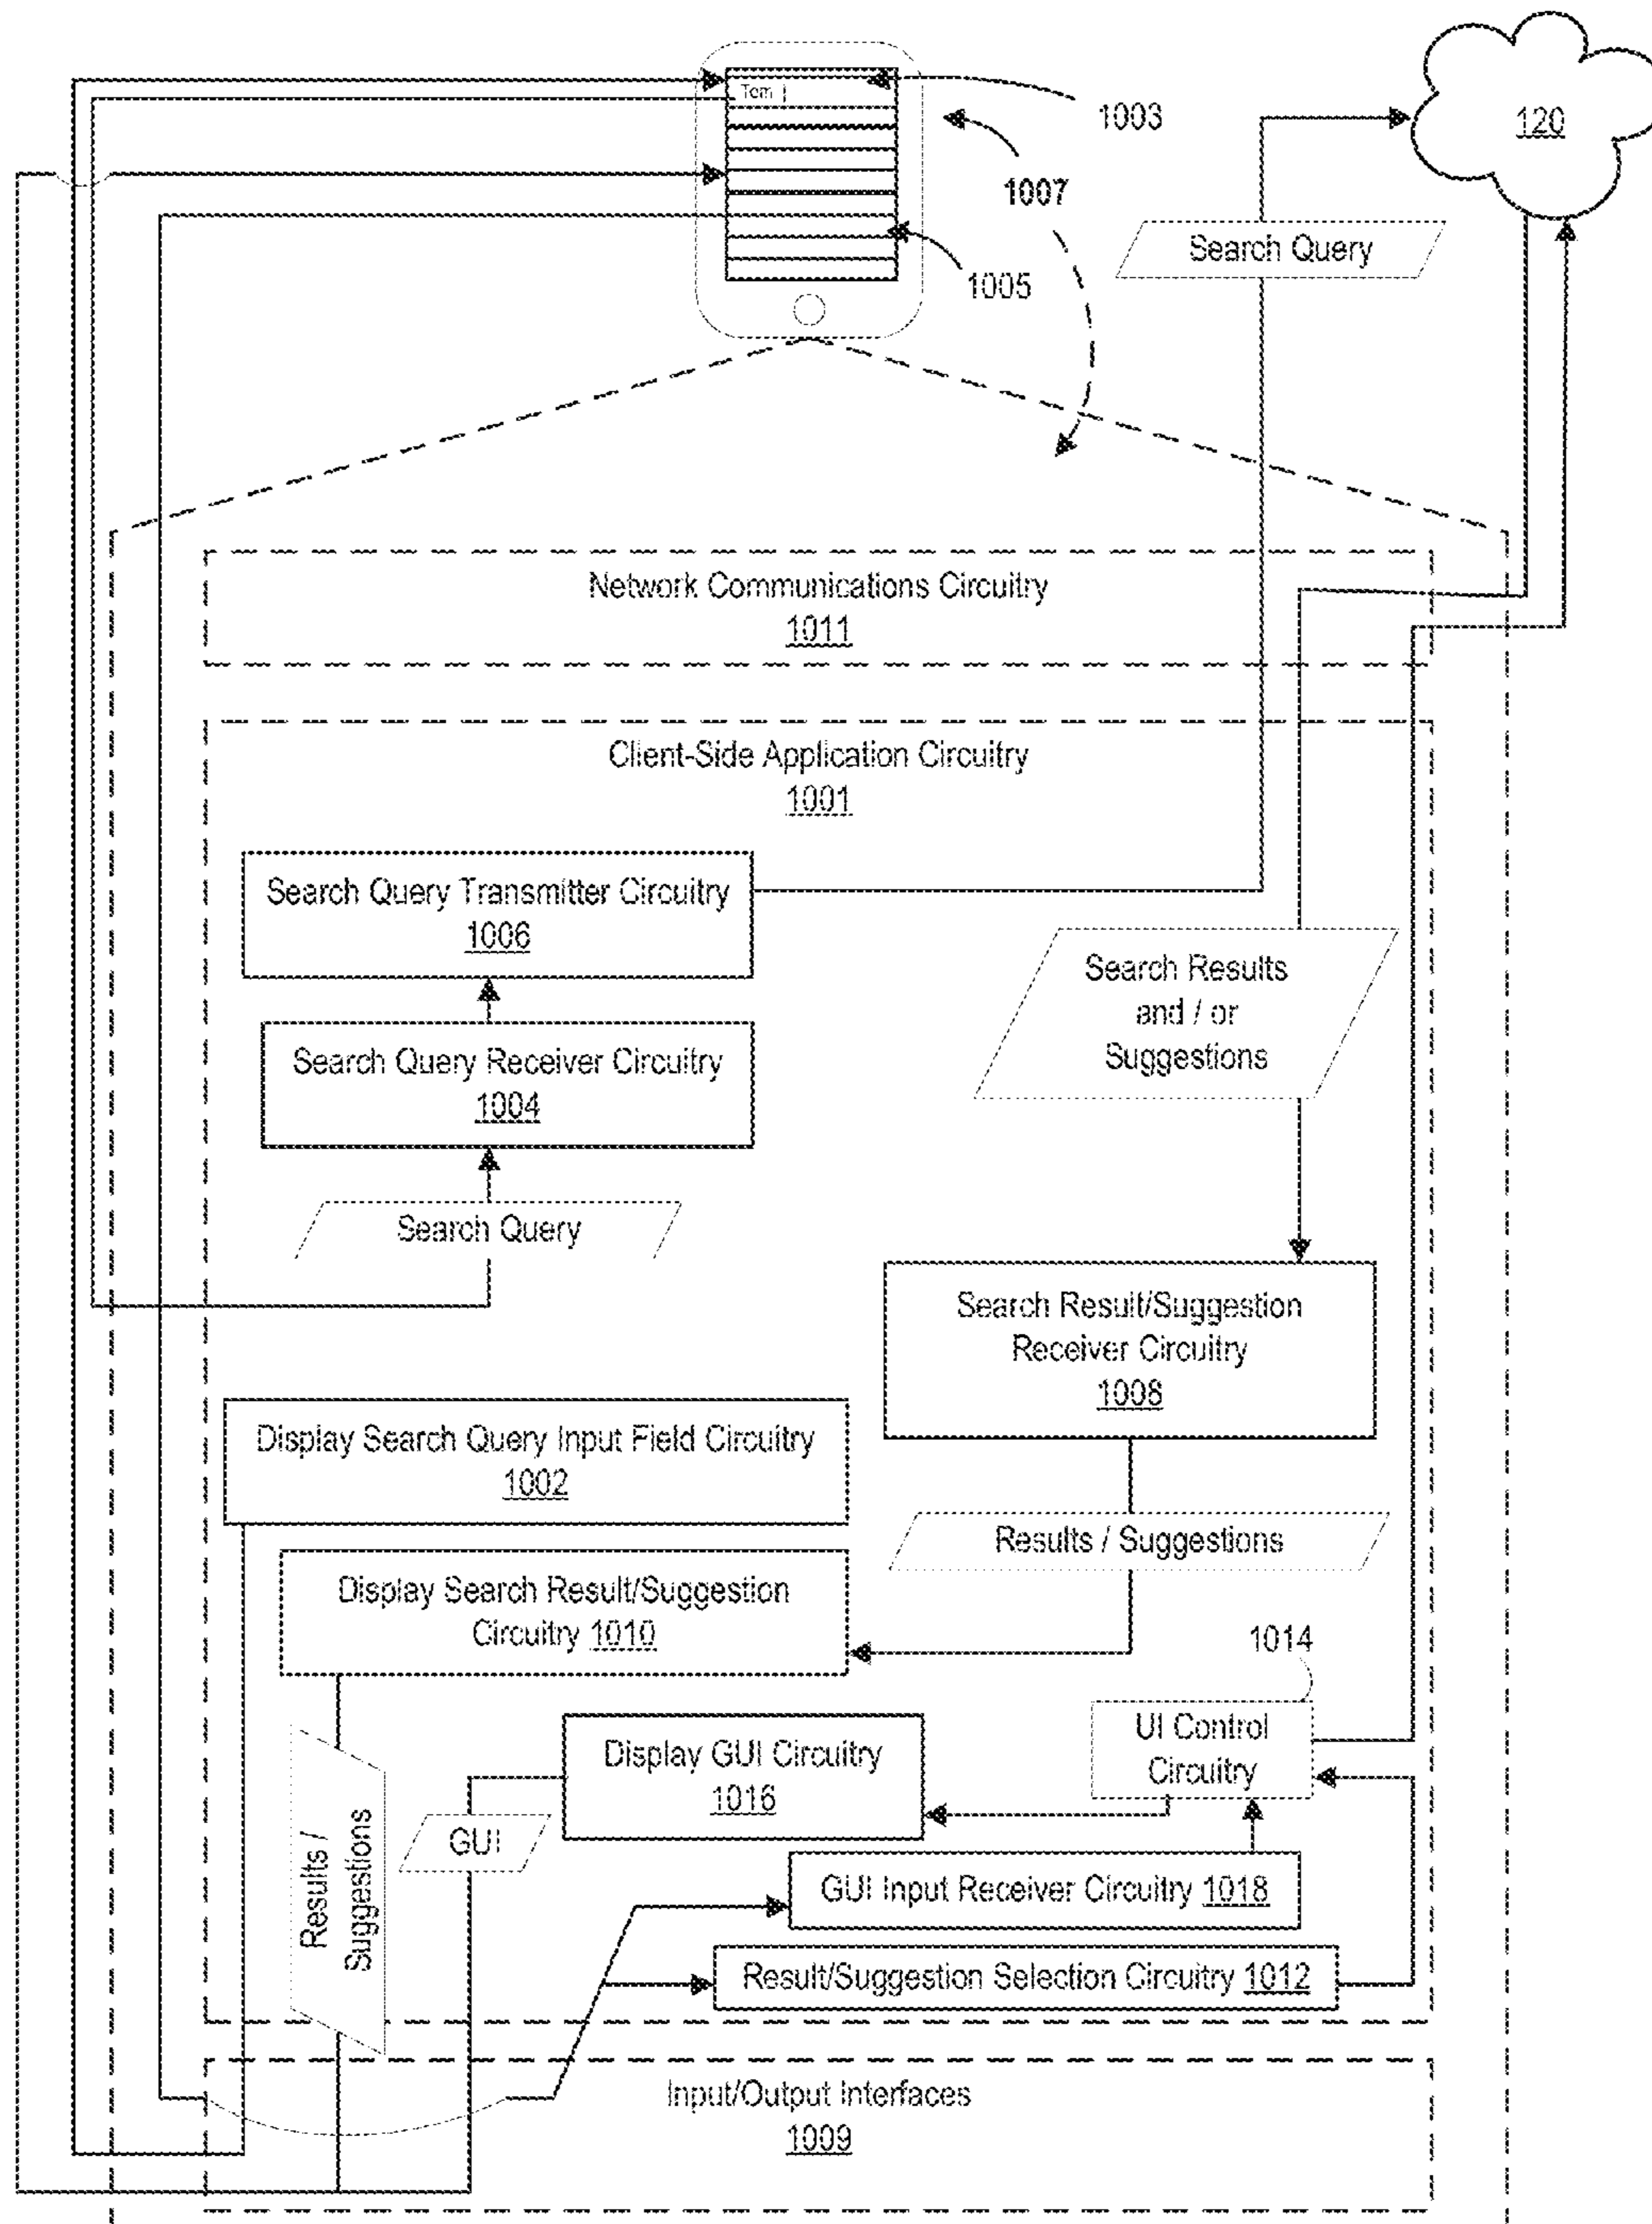 Tom
1003
120
1007
Search Query
1005
Network Communications Circuitry
1011
Client-Side Application Circuitry
1001
Search Query Transmitter Circuitry
1006
Search Results
and / or
Suggestions
Search Query Receiver Circuitry
1004
Search Query
Search Result/Suggestion
Receiver Circuitry
1008
Display Search Query Input Field Circuitry
1002
Results / Suggestions
Display Search Result/Suggestion
Circuitry 1010
1014
UI Control
Circuitry
Display GUI Circuitry
1016
Results /
Suggestions
GUI
GUI Input Receiver Circuitry 1018
Result/Suggestion Selection Circuitry 1012
Input/Output Interfaces
1009